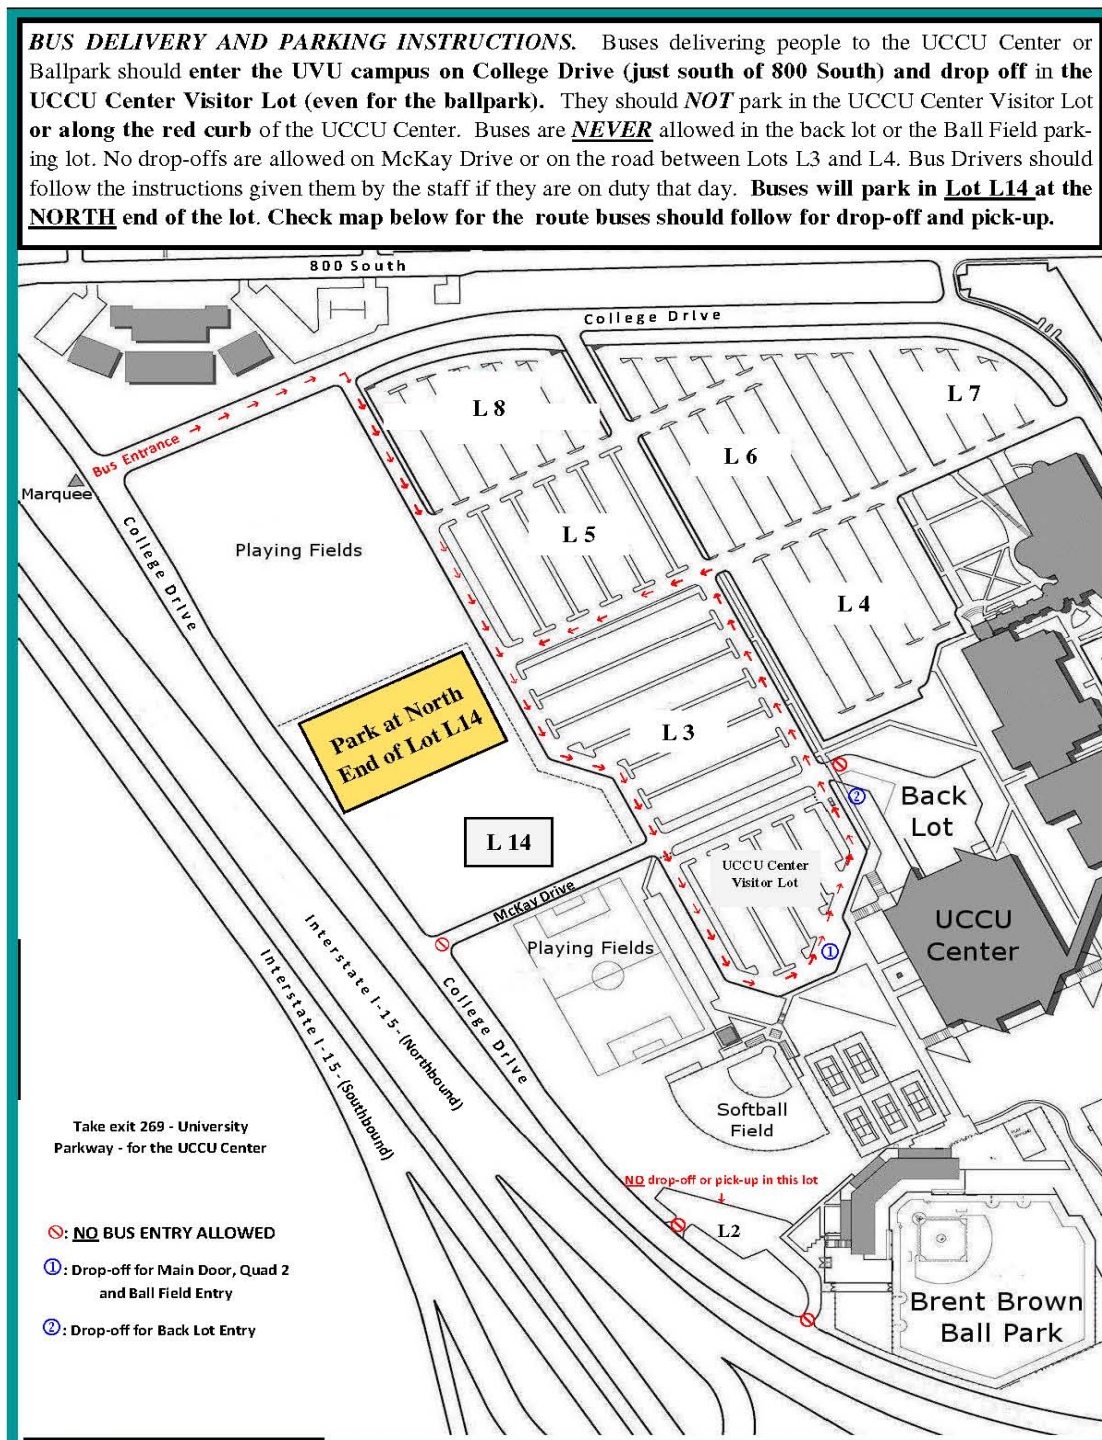 BUS DELIVERY AND PARKING INSTRUCTIONS. Buses delivering people to the UCCU Center or
Ballpark should enter the UVU campus on College Drive (just south of 800 South) and drop off in the
UCCU Center Visitor Lot (even for the ballpark). They should NOT park in the UCCU Center Visitor Lot
or along the red curb of the UCCU Center. Buses are NEVER allowed in the back lot or the Ball Field park-
ing lot. No drop-offs are allowed on McKay Drive or on the road between Lots L3 and L4. Bus Drivers should
follow the instructions given them by the staff if they are on duty that day. Buses will park in Lot L14 at the
NORTH end of the lot. Check map below for the route buses should follow for drop-off and pick-up.
800 South
College Drive
L 8
L 7
L 6
Bus Entrance
Marquee
College Drive
Playing Fields
L 5
L 4
Park at North
End of Lot L14
L 3
Back
Lot
2
L 14
UCCU Center
Visitor Lot
McKay Drive
Playing Fields
1
UCCU
Center
Interstate I-15 - (Northbound)
Interstate I-15 - (Southbound)
College Drive
Softball
Field
Take exit 269 - University
Parkway - for the UCCU Center
NO drop-off or pick-up in this lot
L2
: NO BUS ENTRY ALLOWED
1: Drop-off for Main Door, Quad 2
and Ball Field Entry
2: Drop-off for Back Lot Entry
Brent Brown
Ball Park